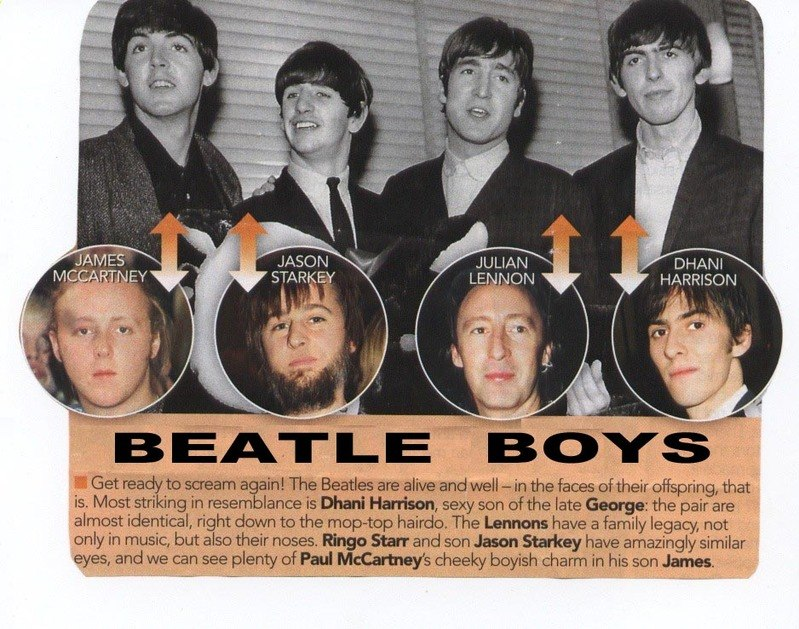 JAMES
MCCARTNEY
JASON
STARKEY
JULIAN
LENNON
DHANI
HARRISON
BEATLE BOYS
Get ready to scream again! The Beatles are alive and well – in the faces of their offspring, that
is. Most striking in resemblance is Dhani Harrison, sexy son of the late George: the pair are
almost identical, right down to the mop-top hairdo. The Lennons have a family legacy, not
only in music, but also their noses. Ringo Starr and son Jason Starkey have amazingly similar
eyes, and we can see plenty of Paul McCartney's cheeky boyish charm in his son James.